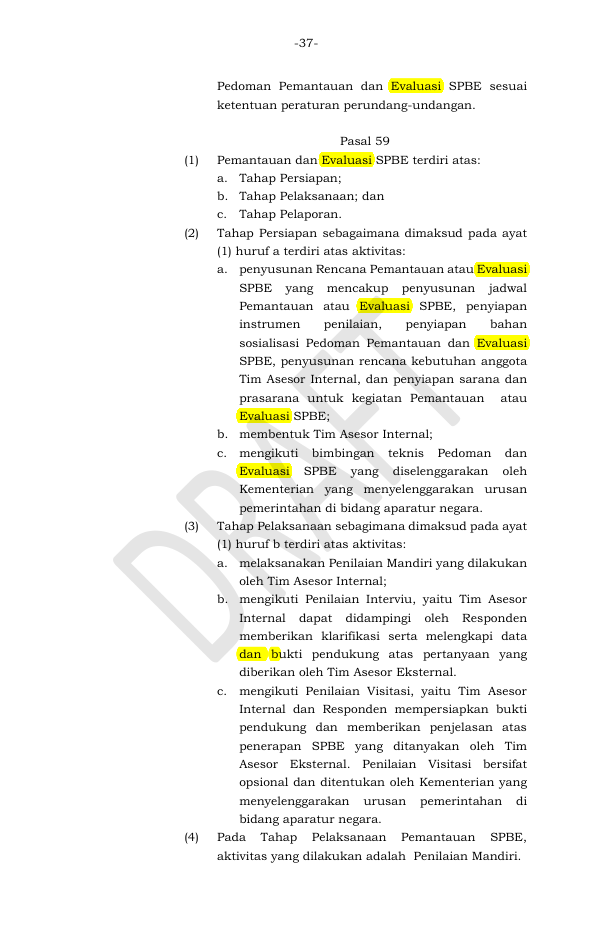 -37-
Pedoman Pemantauan dan Evaluasi SPBE sesuai
ketentuan peraturan perundang-undangan.
Pasal 59
(1) Pemantauan dan Evaluasi SPBE terdiri atas:
a. Tahap Persiapan;
b. Tahap Pelaksanaan; dan
c. Tahap Pelaporan.
(2) Tahap Persiapan sebagaimana dimaksud pada ayat
(1) huruf a terdiri atas aktivitas:
a. penyusunan Rencana Pemantauan atau Evaluasi
SPBE yang mencakup penyusunan jadwal
Pemantauan atau Evaluasi SPBE, penyiapan
instrumen penilaian, penyiapan bahan
sosialisasi Pedoman Pemantauan dan Evaluasi
SPBE, penyusunan rencana kebutuhan anggota
Tim Asesor Internal, dan penyiapan sarana dan
prasarana untuk kegiatan Pemantauan atau
Evaluasi SPBE;
b. membentuk Tim Asesor Internal;
c. mengikuti bimbingan teknis Pedoman dan
Evaluasi SPBE yang diselenggarakan oleh
Kementerian yang menyelenggarakan urusan
pemerintahan di bidang aparatur negara.
(3) Tahap Pelaksanaan sebagimana dimaksud pada ayat
(1) huruf b terdiri atas aktivitas:
a. melaksanakan Penilaian Mandiri yang dilakukan
oleh Tim Asesor Internal;
b. mengikuti Penilaian Interviu, yaitu Tim Asesor
Internal dapat didampingi oleh Responden
memberikan klarifikasi serta melengkapi data
dan bukti pendukung atas pertanyaan yang
diberikan oleh Tim Asesor Eksternal.
c. mengikuti Penilaian Visitasi, yaitu Tim Asesor
Internal dan Responden mempersiapkan bukti
pendukung dan memberikan penjelasan atas
penerapan SPBE yang ditanyakan oleh Tim
Asesor Eksternal. Penilaian Visitasi bersifat
opsional dan ditentukan oleh Kementerian yang
menyelenggarakan urusan pemerintahan di
bidang aparatur negara.
(4) Pada Tahap Pelaksanaan Pemantauan SPBE,
aktivitas yang dilakukan adalah Penilaian Mandiri.
DRAFT